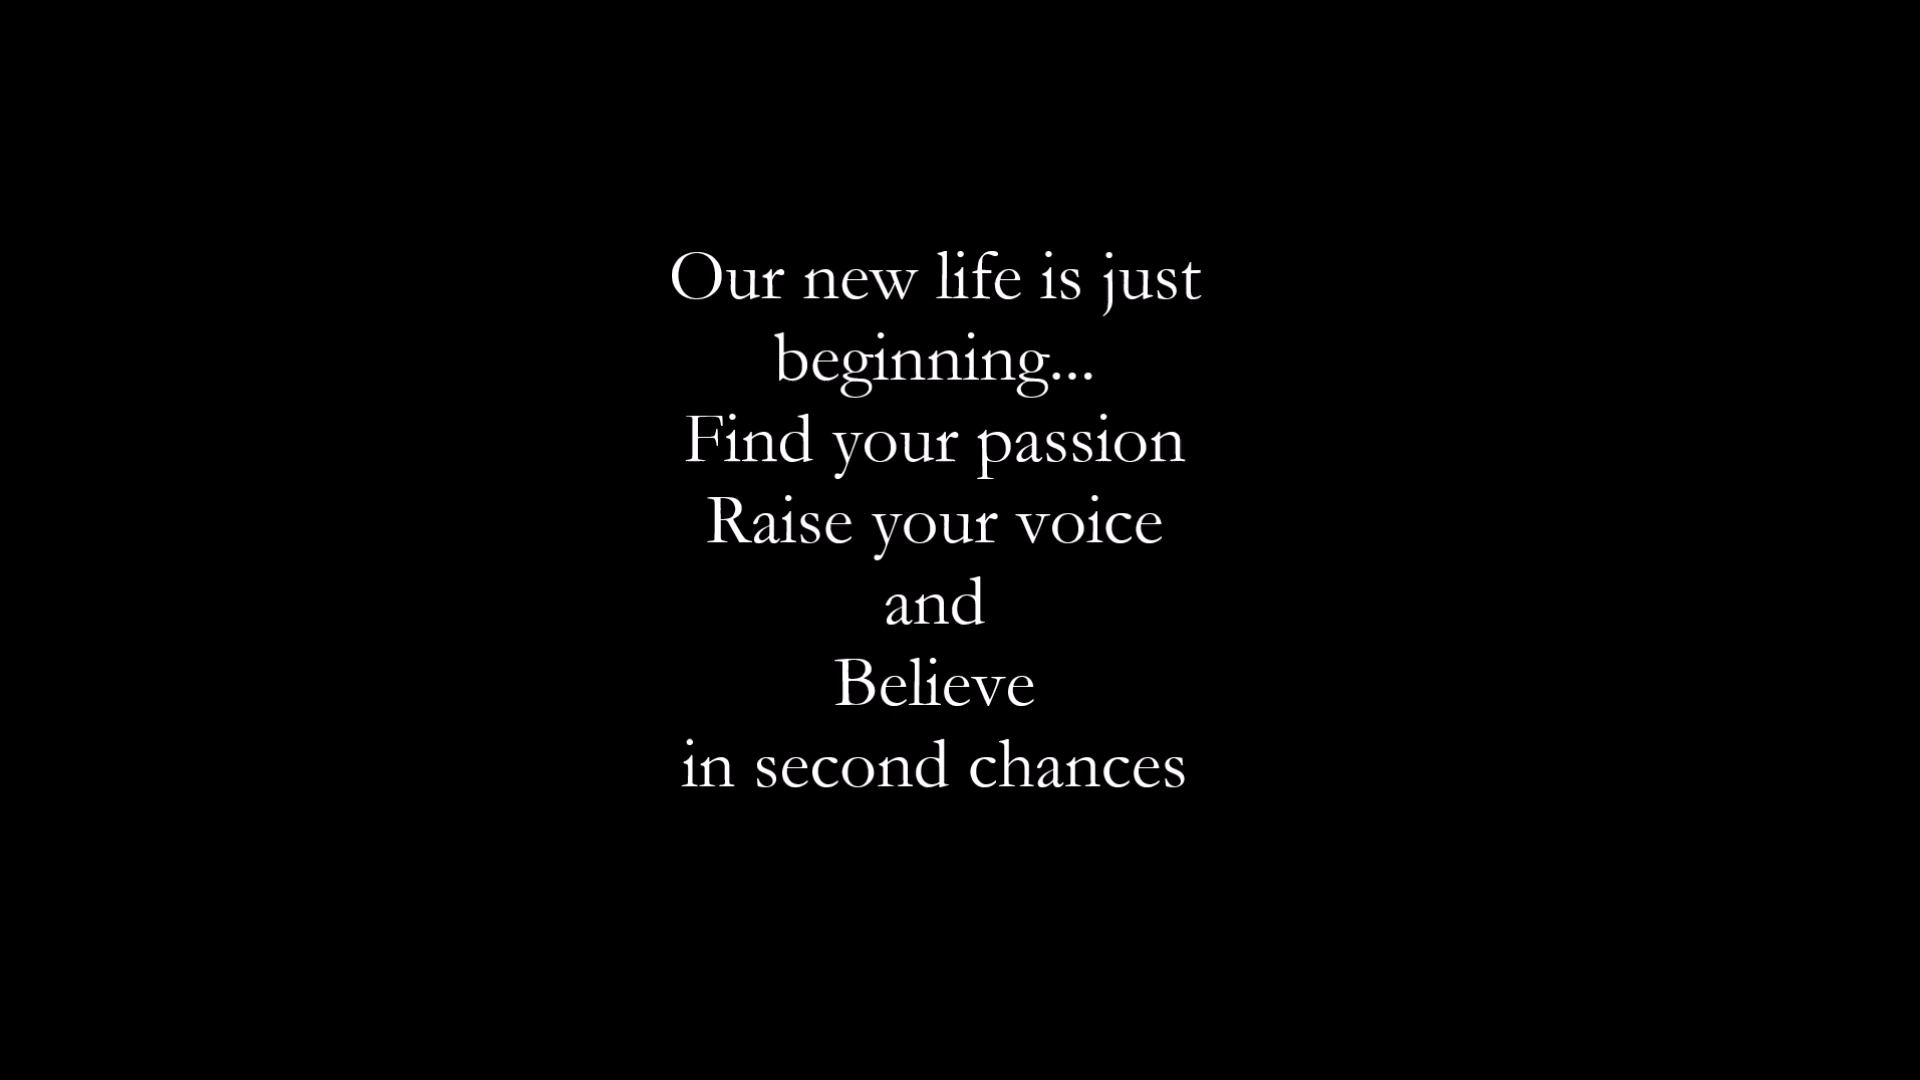 Our new life is just
beginning...
Find your passion
Raise your voice
and
Believe
in second chances